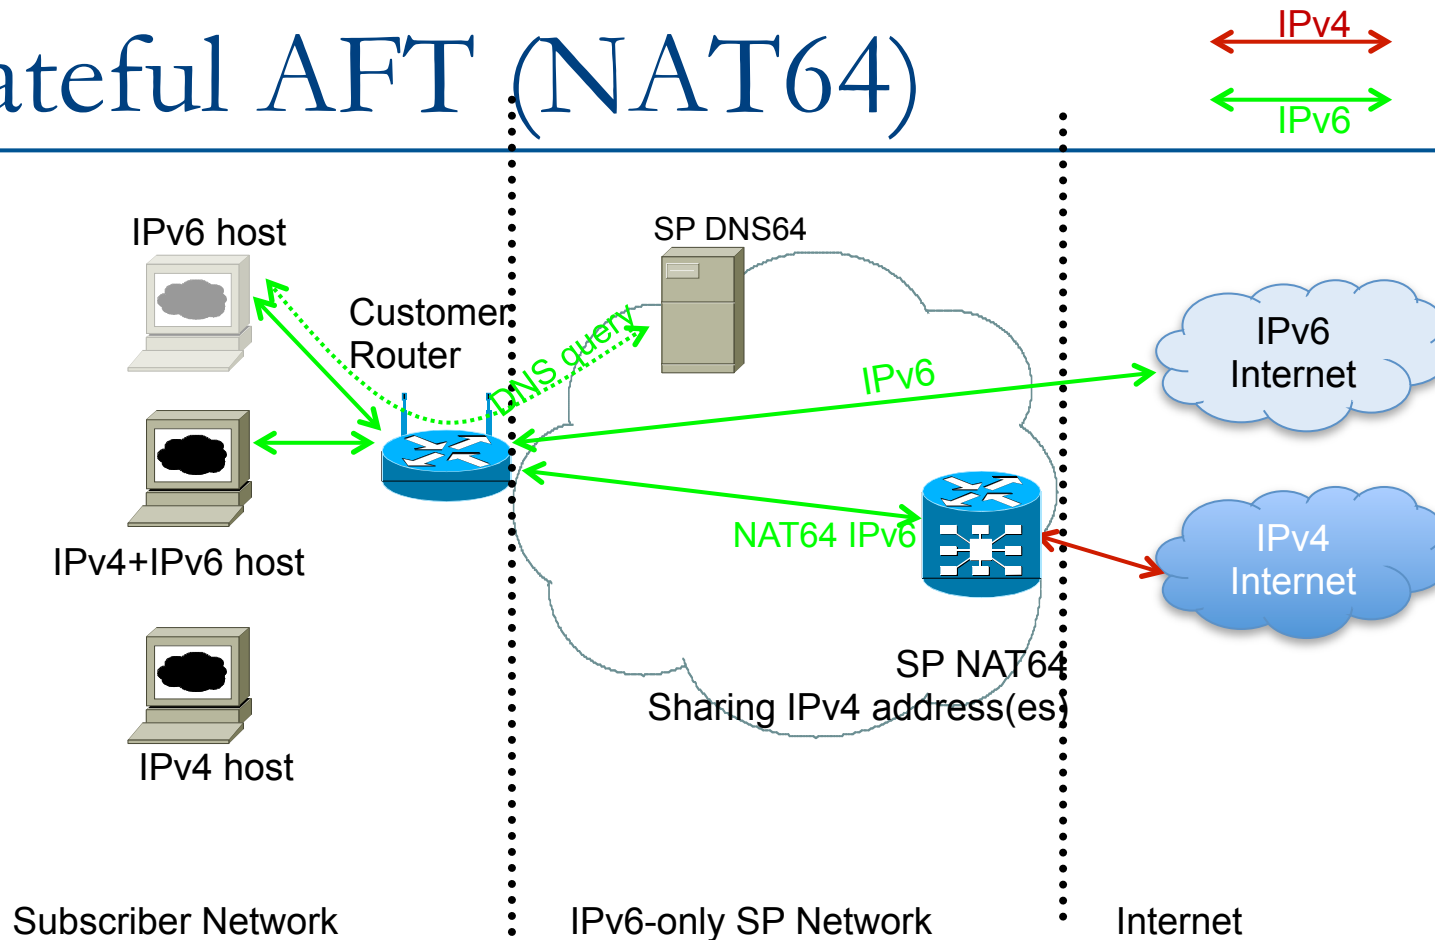 ateful AFT (NAT64)
IPv4
IPv6
IPv6 host
SP DNS64
Customer
Router
DNS query
IPv6
IPv6
Internet
NAT64 IPv6
IPv4
Internet
IPv4+IPv6 host
SP NAT64
Sharing IPv4 address(es)
IPv4 host
Subscriber Network
IPv6-only SP Network
Internet